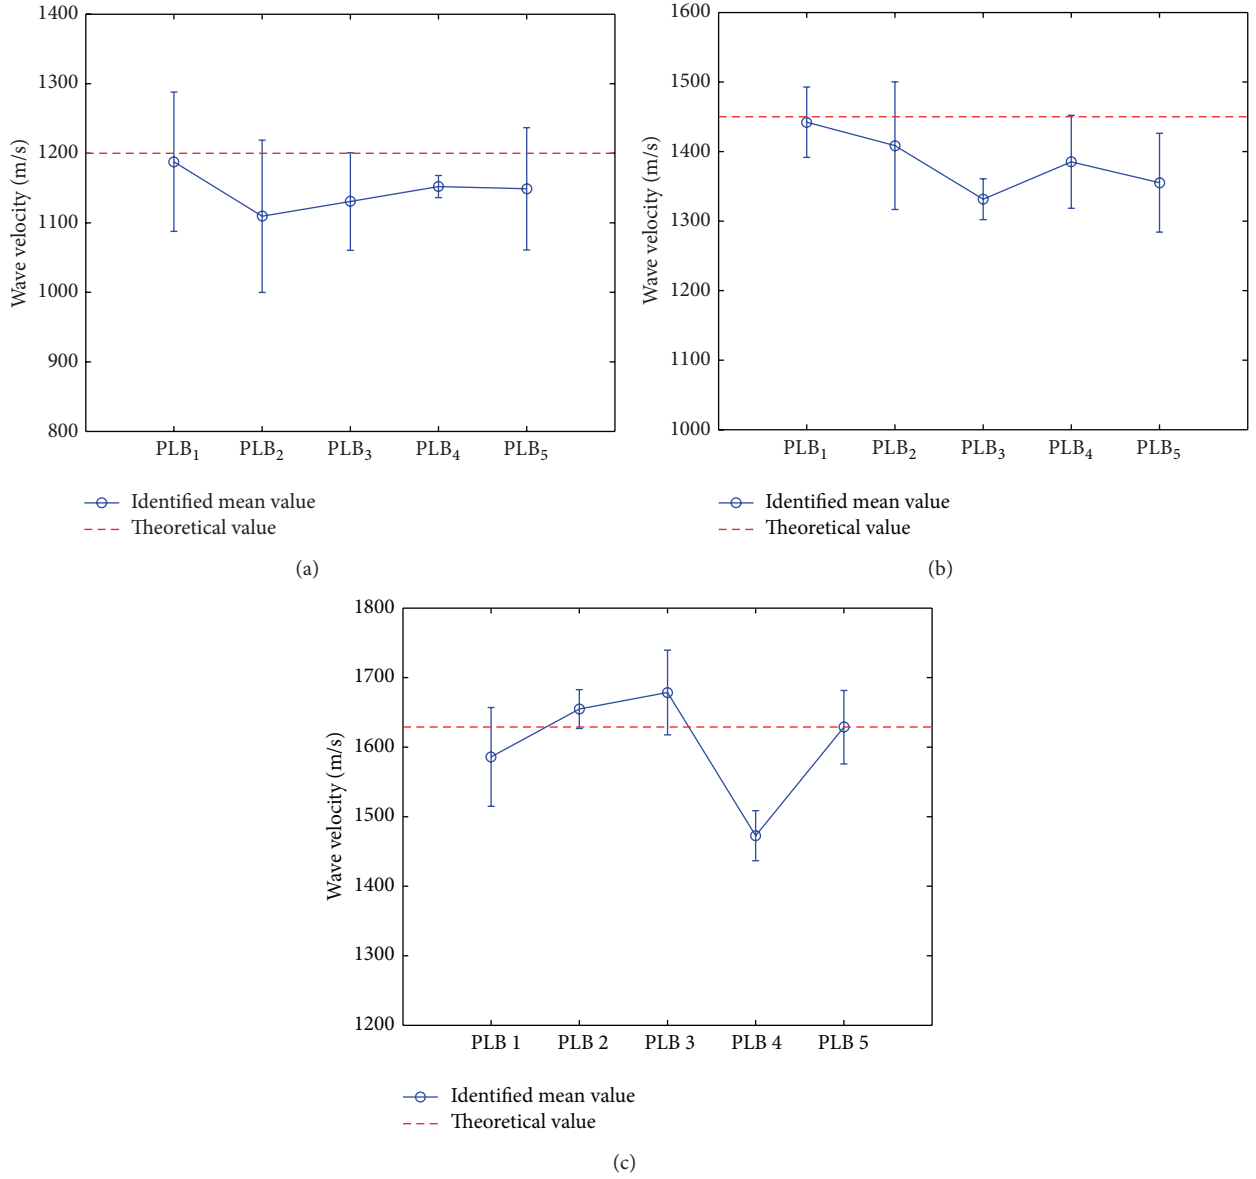 1400
1300
1200
1100
1000
900
800
Wave velocity (m/s)
PLB1 PLB2 PLB3 PLB4 PLB5
Identified mean value
Theoretical value
(a)
1600
1500
1400
1300
1200
1100
1000
Wave velocity (m/s)
PLB1 PLB2 PLB3 PLB4 PLB5
Identified mean value
Theoretical value
(b)
1800
1700
1600
1500
1400
1300
1200
Wave velocity (m/s)
PLB 1 PLB 2 PLB 3 PLB 4 PLB 5
Identified mean value
Theoretical value
(c)